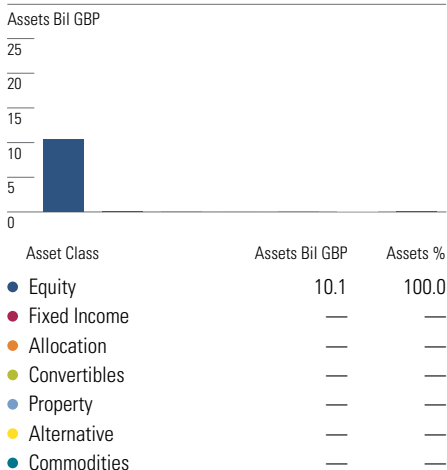 Assets Bil GBP
25
20
15
10
5
0
Asset Class Assets Bil GBP Assets %
Equity 10.1 100.0
Fixed Income — —
Allocation — —
Convertibles — —
Property — —
Alternative — —
Commodities — —